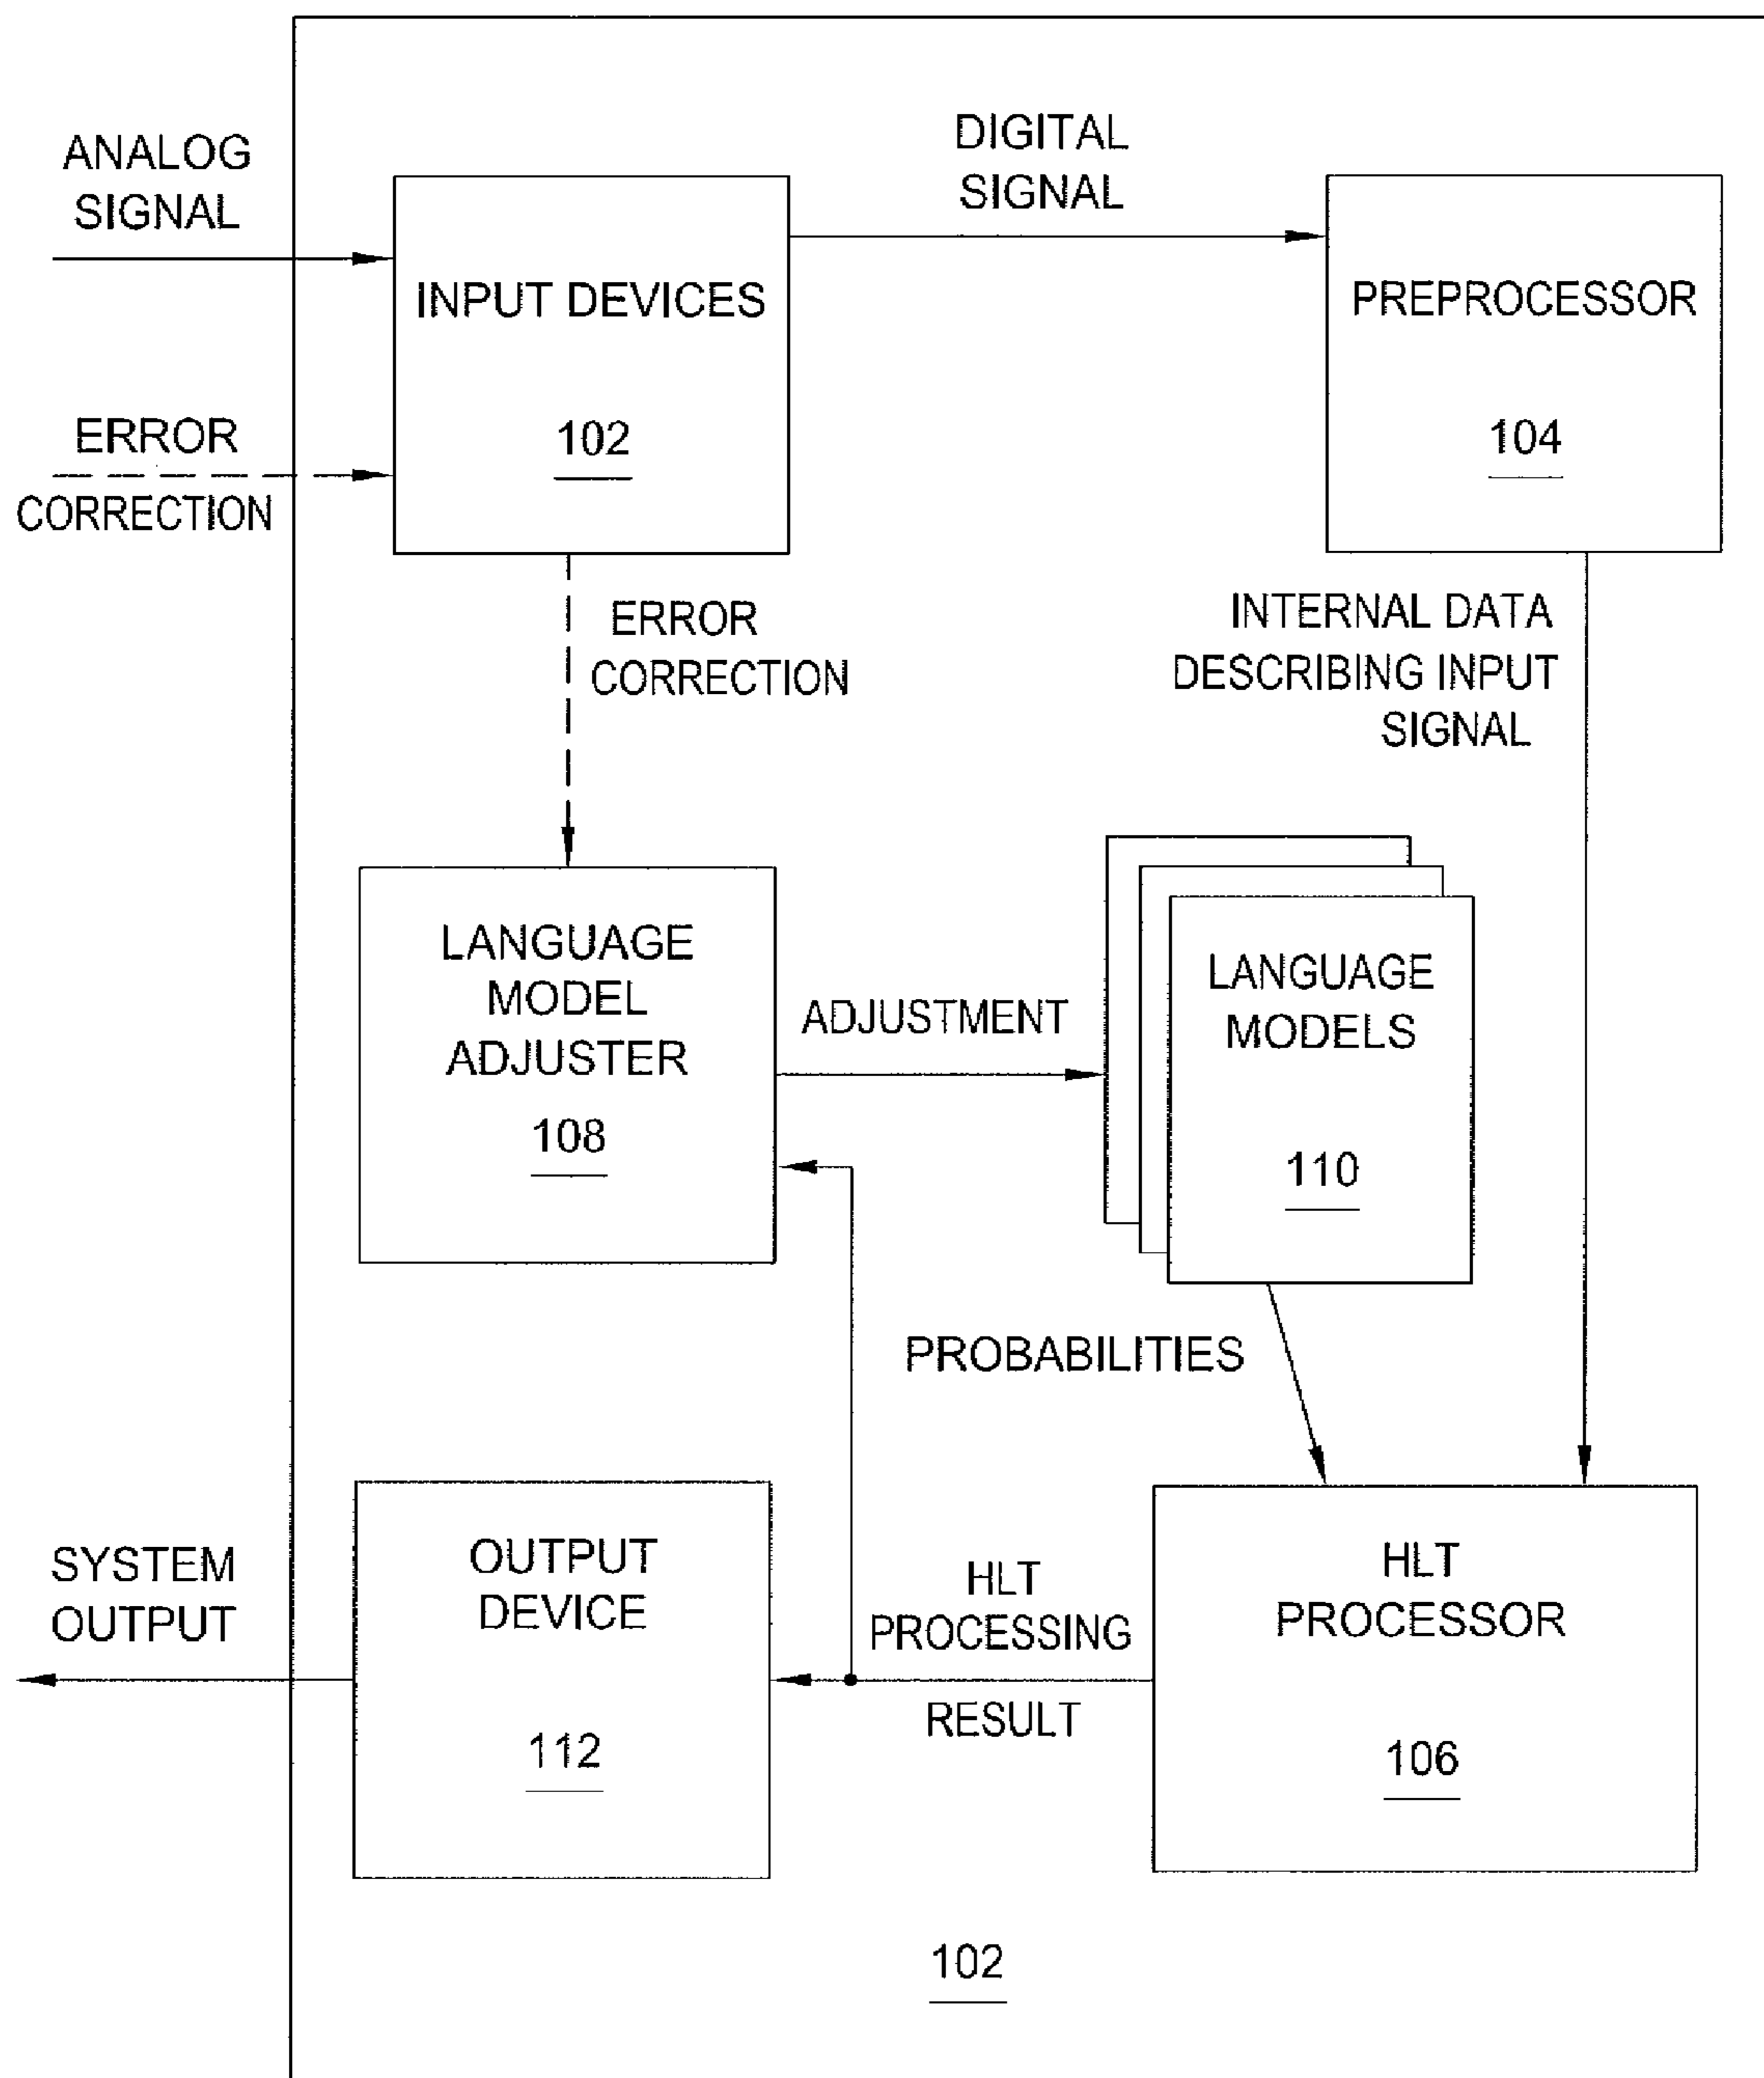 ANALOG
SIGNAL
DIGITAL
SIGNAL
INPUT DEVICES
102
PREPROCESSOR
104
ERROR
CORRECTION
ERROR
CORRECTION
INTERNAL DATA
DESCRIBING INPUT
SIGNAL
LANGUAGE
MODEL
ADJUSTER
108
ADJUSTMENT
LANGUAGE
MODELS
110
PROBABILITIES
SYSTEM
OUTPUT
OUTPUT
DEVICE
112
HLT
PROCESSING
RESULT
HLT
PROCESSOR
106
102